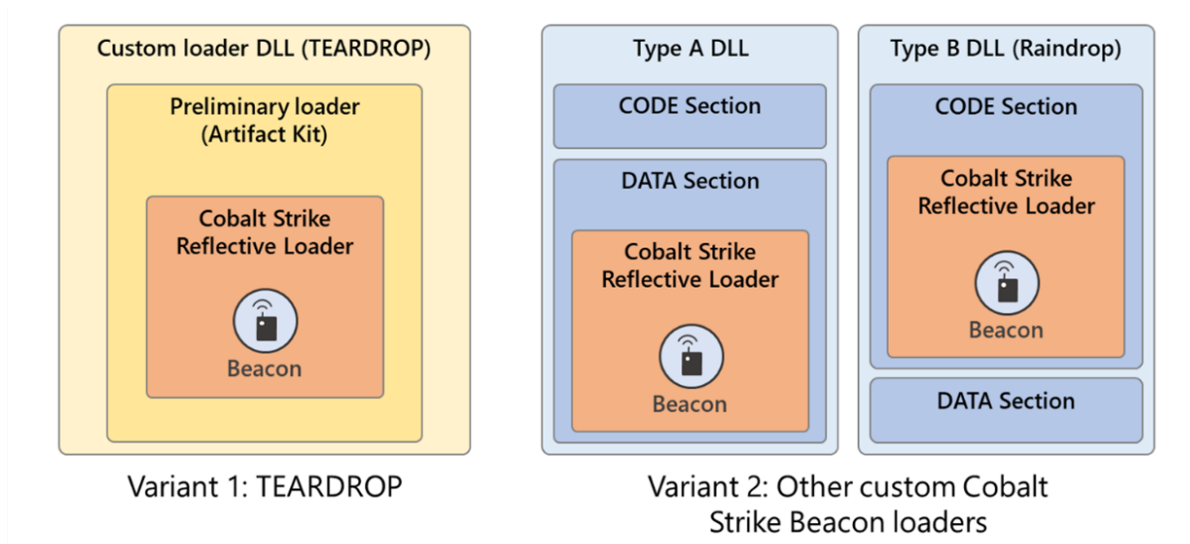 Custom loader DLL (TEARDROP)
Preliminary loader
(Artifact Kit)
Cobalt Strike
Reflective Loader
Beacon
Variant 1: TEARDROP
Type A DLL
CODE Section
DATA Section
Cobalt Strike
Reflective Loader
Beacon
Type B DLL (Raindrop)
CODE Section
Cobalt Strike
Reflective Loader
Beacon
DATA Section
Variant 2: Other custom Cobalt
Strike Beacon loaders